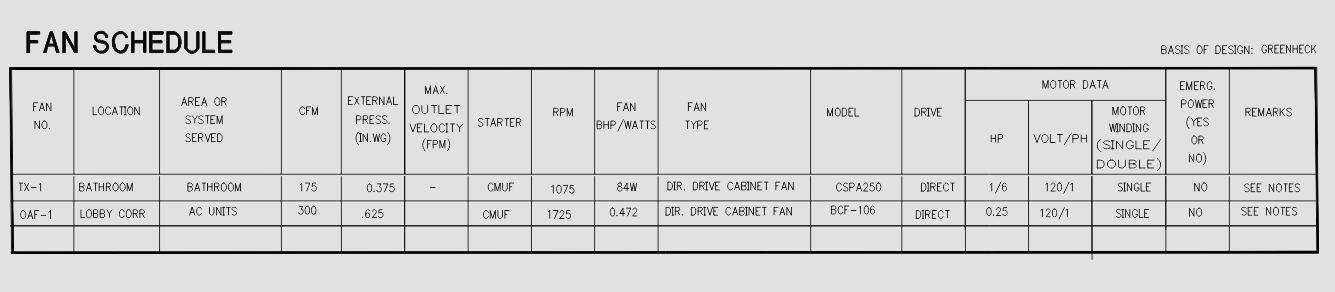 FAN SCHEDULE
BASIS OF DESIGN: GREENHECK
FAN
NO.
LOCATION
AREA OR
SYSTEM
SERVED
CFM
EXTERNAL
PRESS.
(IN.WG)
MAX.
OUTLET
VELOCITY
(FPM)
STARTER
RPM
FAN
BHP/WATTS
FAN
TYPE
MODEL
DRIVE
MOTOR DATA
HP
VOLT/PH
MOTOR
WINDING
(SINGLE/
DOUBLE)
EMERG.
POWER
(YES
OR
NO)
REMARKS
TX-1 BATHROOM BATHROOM 175 0.375 - CMUF 1075 84W DIR. DRIVE CABINET FAN CSPA250 DIRECT 1/6 120/1 SINGLE NO SEE NOTES
OAF-1 LOBBY CORR AC UNITS 300 .625 CMUF 1725 0.472 DIR. DRIVE CABINET FAN BCF-106 DIRECT 0.25 120/1 SINGLE NO SEE NOTES